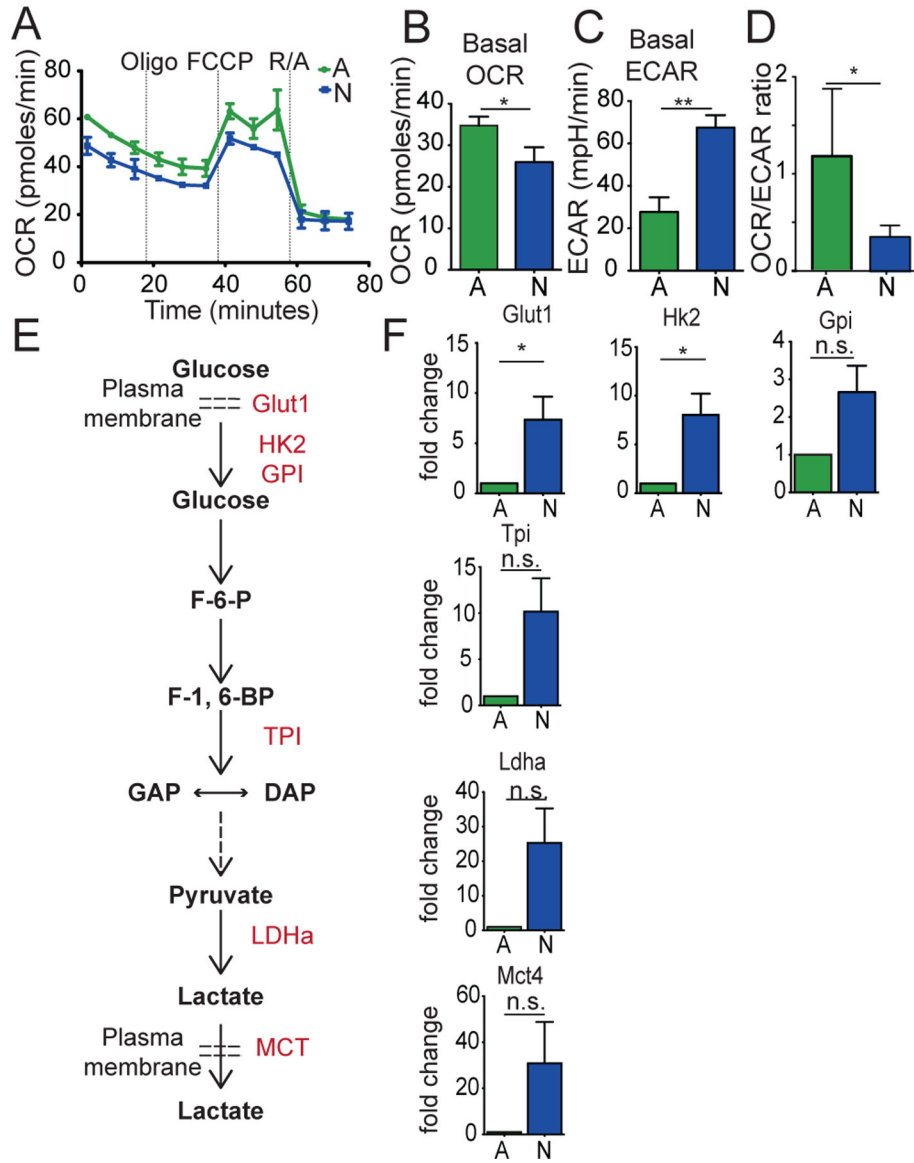 A
Oligo FCCP R/A
A
N
OCR (pmoles/min)
80
60
40
20
0
0 20 40 60 80
Time (minutes)
B
Basal
OCR
*
OCR (pmoles/min)
40
30
20
10
0
A N
C
Basal
ECAR
**
ECAR (mpH/min)
80
60
40
20
0
A N
D
*
OCR/ECAR ratio
2
1
0
A N
E
Glucose
Plasma
membrane
Glut1
HK2
GPI
Glucose
F-6-P
F-1, 6-BP
TPI
GAP DAP
Pyruvate
LDHa
Lactate
Plasma
membrane
MCT
Lactate
F
Glut1
*
fold change
15
10
5
0
A N
Hk2
*
15
10
5
0
A N
Gpi
n.s.
4
3
2
1
0
A N
Tpi
n.s.
fold change
15
10
5
0
A N
Ldha
n.s.
fold change
40
30
20
10
0
A N
Mct4
n.s.
fold change
60
40
20
0
A N